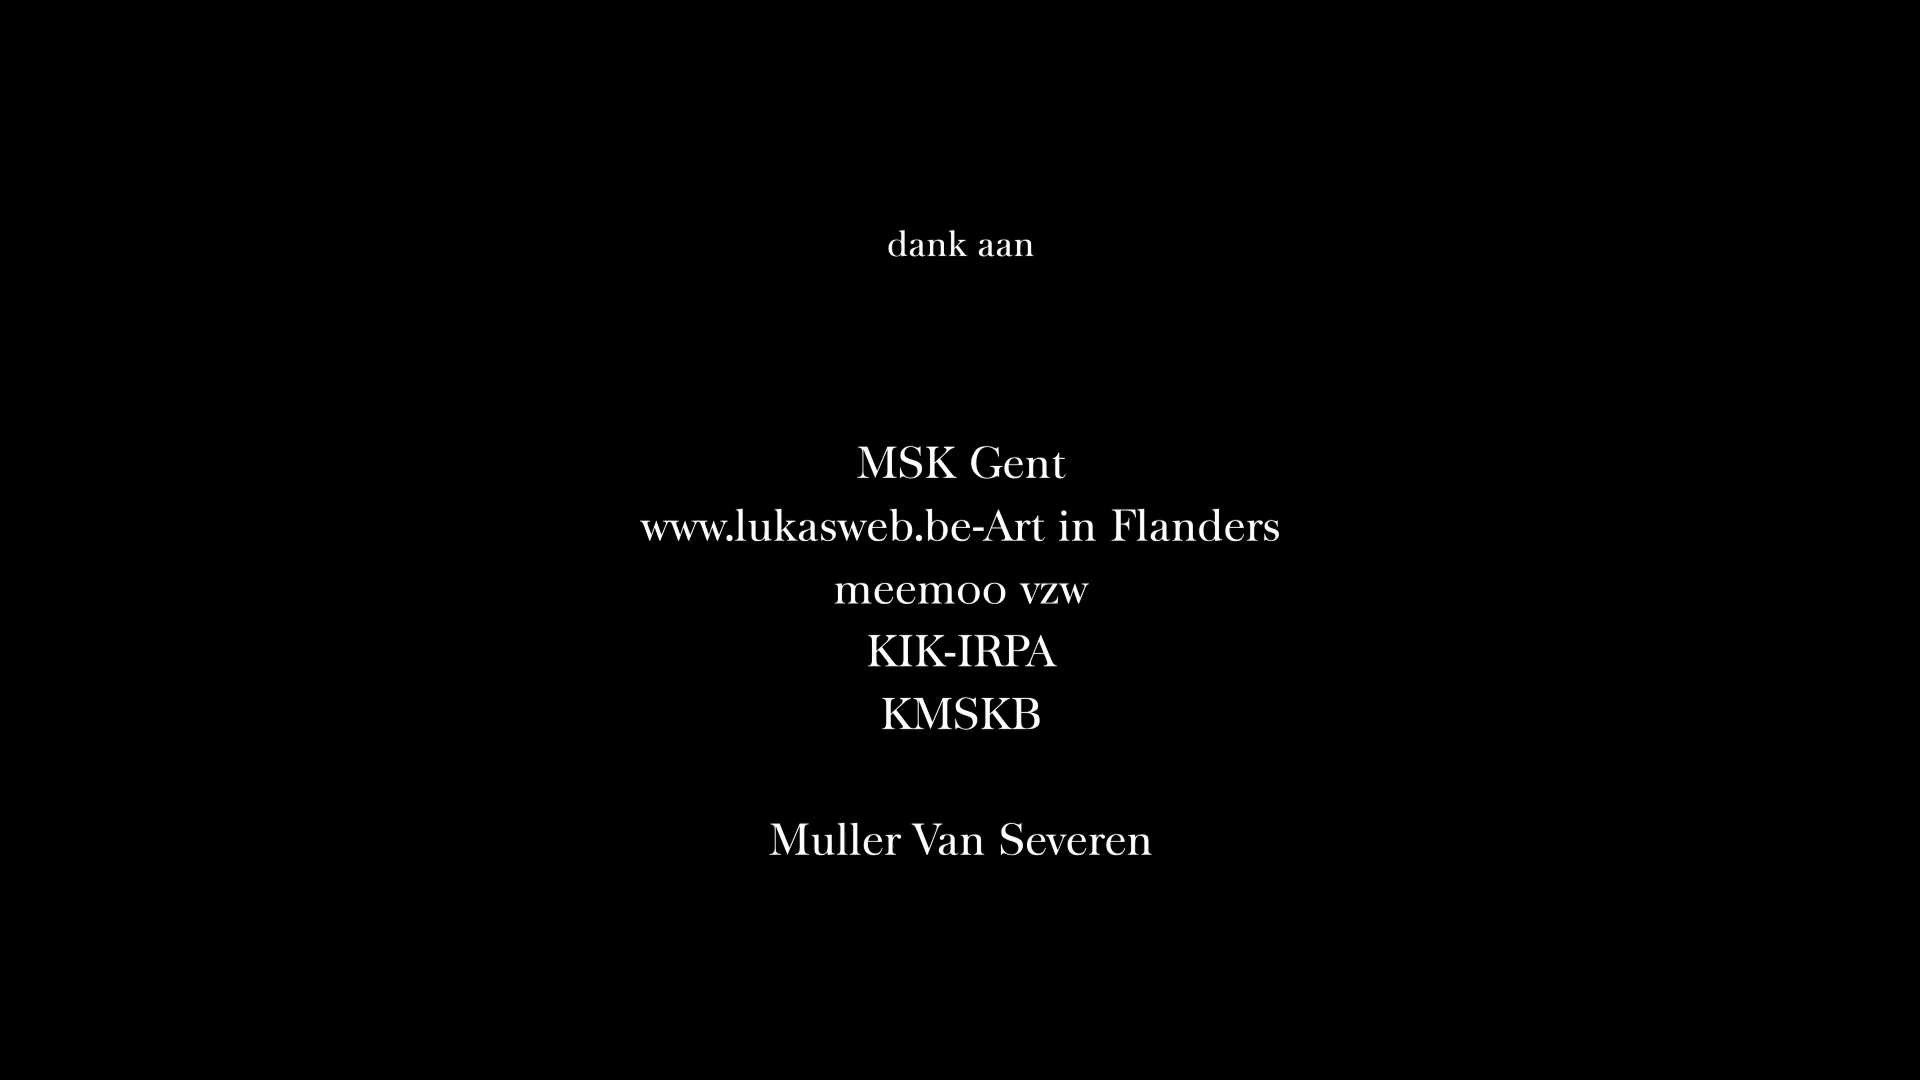 dank aan
MSK Gent
www.lukasweb.be-Art in Flanders
meemoo vzw
KIK-IRPA
KMSKB
Muller Van Severen